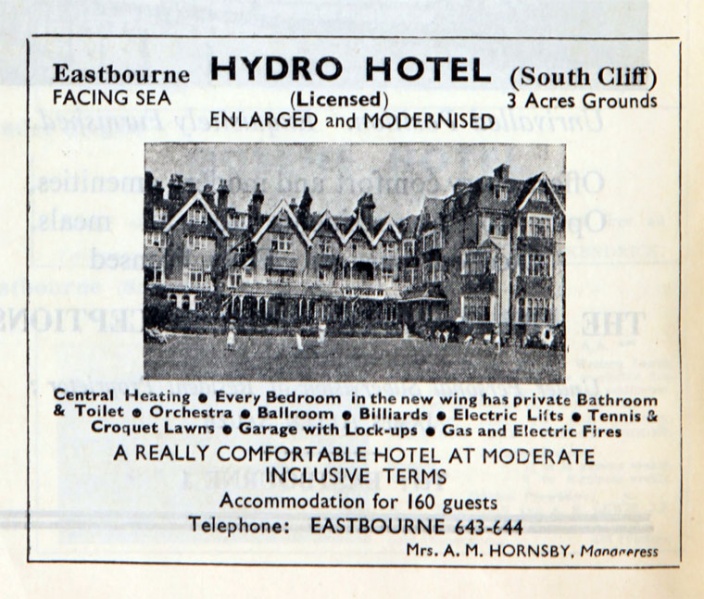 Eastbourne HYDRO HOTEL (South Cliff)
FACING SEA (Licensed) 3 Acres Grounds
ENLARGED and MODERNISED
Central Heating ● Every Bedroom in the new wing has private Bathroom
& Toilet ● Orchestra ● Ballroom ● Billiards ● Electric Lifts ● Tennis &
Croquet Lawns ● Garage with Lock-ups ● Gas and Electric Fires
A REALLY COMFORTABLE HOTEL AT MODERATE
INCLUSIVE TERMS
Accommodation for 160 guests
Telephone: EASTBOURNE 643-644
Mrs. A. M. HORNSBY, Manageress